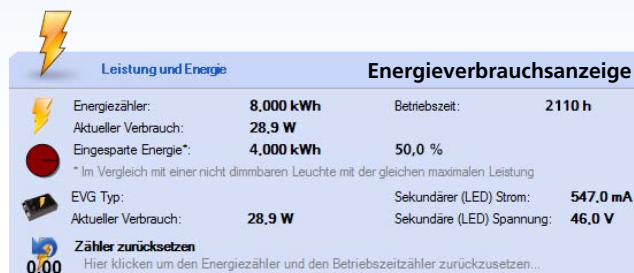 Leistung und Energie Energieverbrauchsanzeige
Energiezähler: 8,000 kWh Betriebszeit: 2110 h
Aktueller Verbrauch: 28,9 W
Eingesparte Energie*: 4,000 kWh 50,0 %
* Im Vergleich mit einer nicht dimmbaren Leuchte mit der gleichen maximalen Leistung
EVG Typ: Sekundärer (LED) Strom: 547,0 mA
Aktueller Verbrauch: 28,9 W Sekundäre (LED) Spannung: 46,0 V
Zähler zurücksetzen
0,00 Hier klicken um den Energiezähler und den Betriebszeitzähler zurückzusetzen...